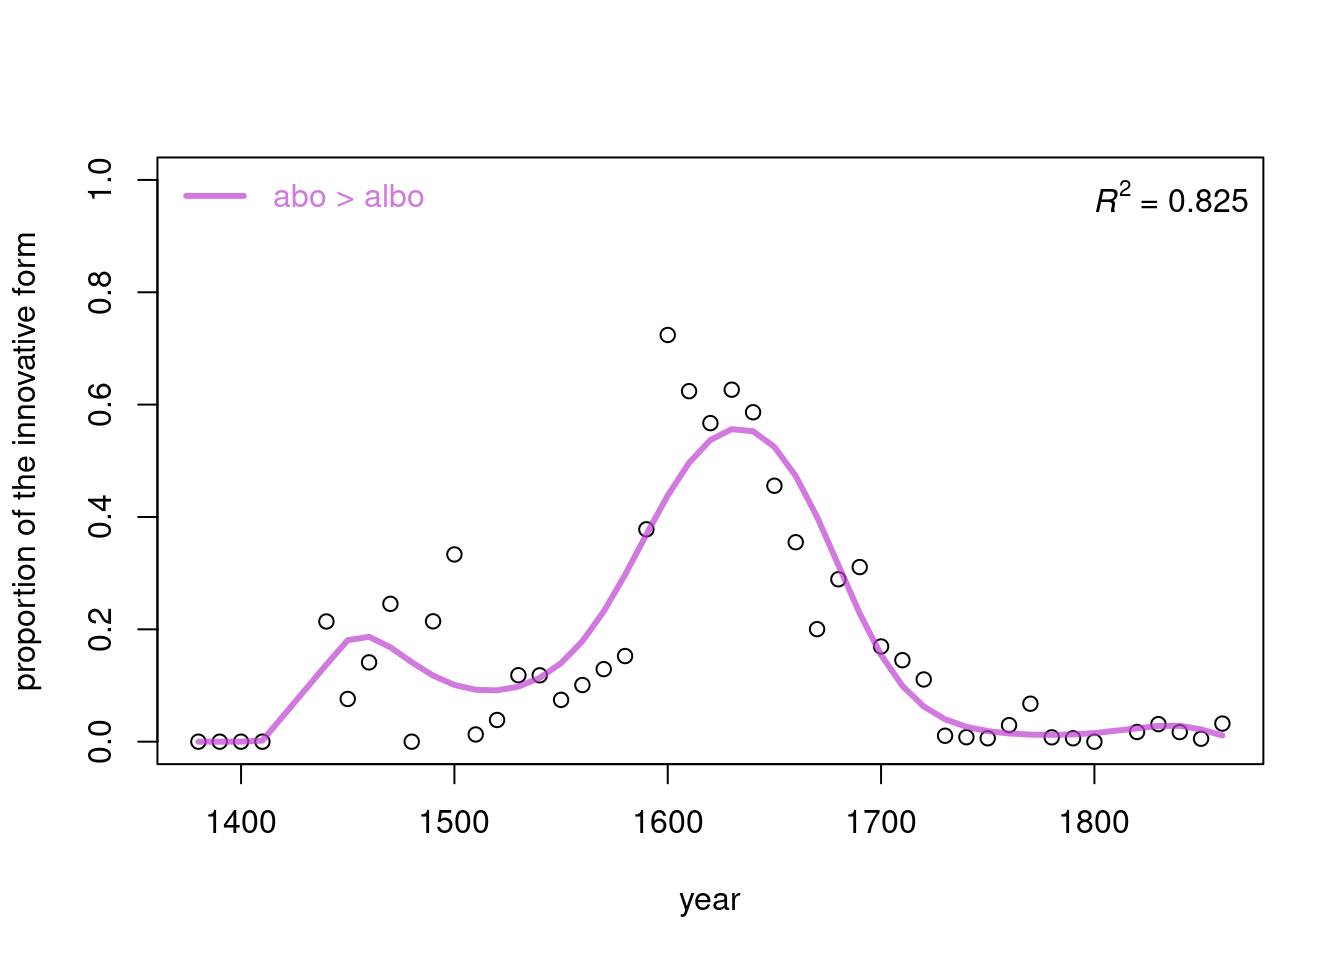 abo > albo
R² = 0.825
proportion of the innovative form
1.0
0.8
0.6
0.4
0.2
0.0
1400 1500 1600 1700 1800
year